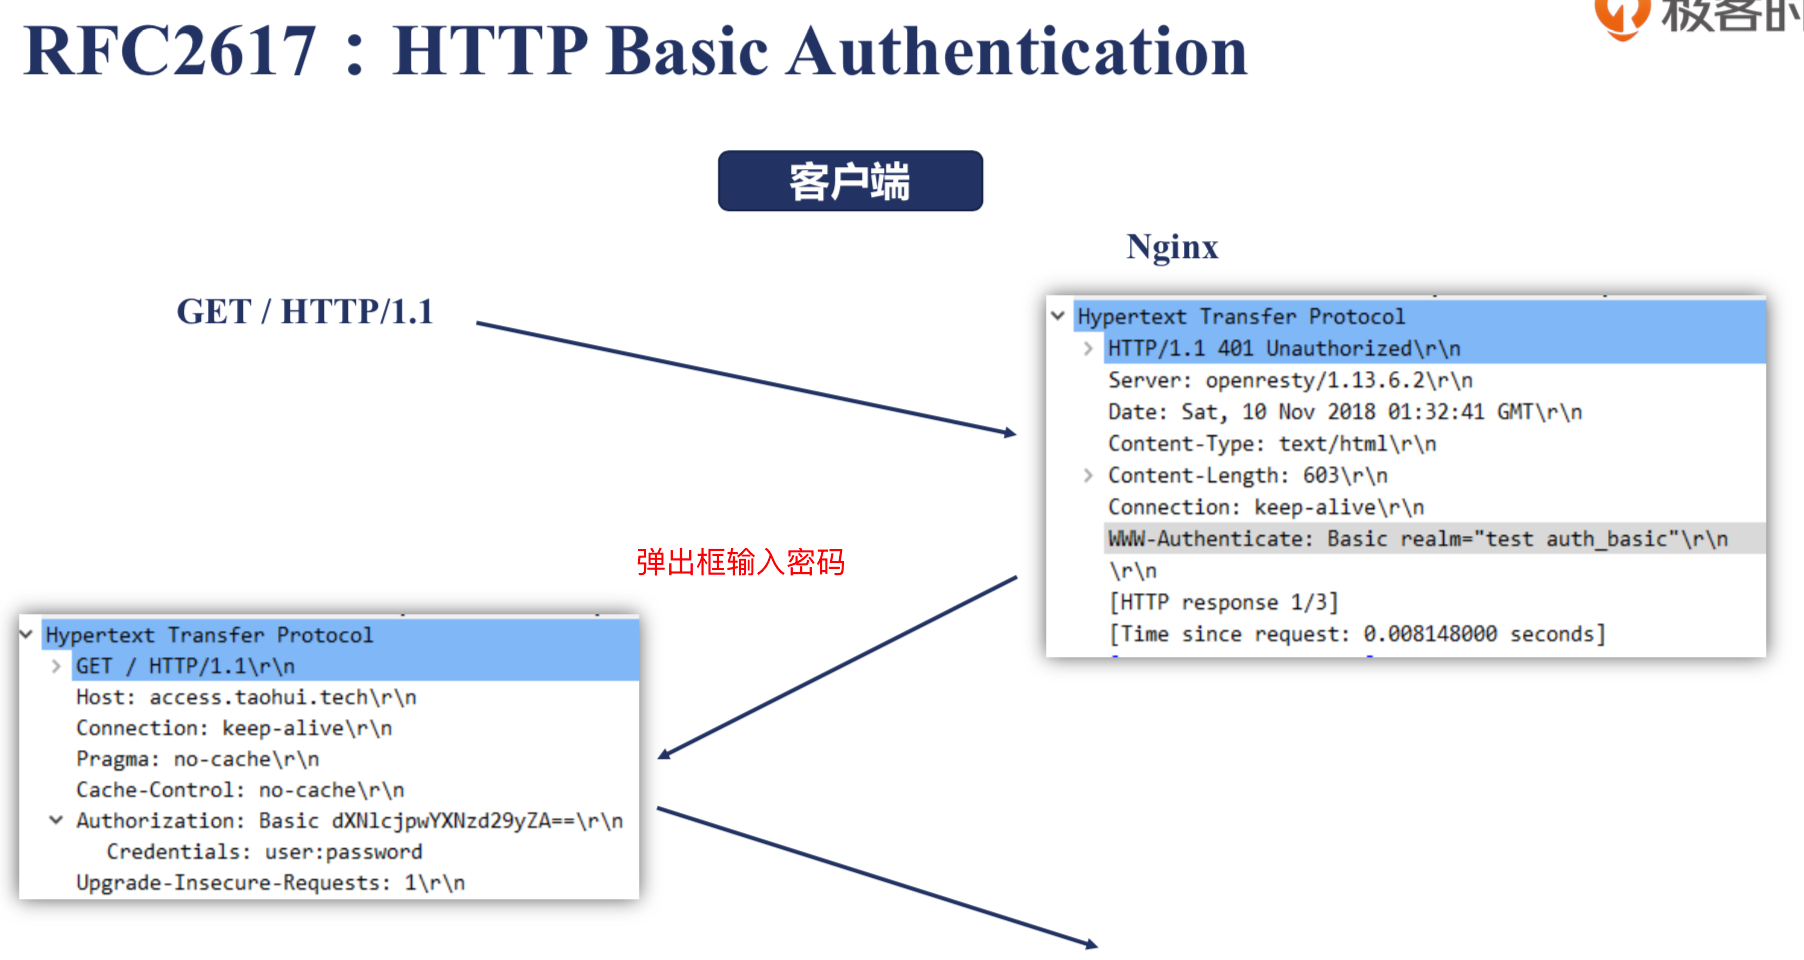 RFC2617：HTTP Basic Authentication
极客时
客户端
Nginx
GET / HTTP/1.1
Hypertext Transfer Protocol
HTTP/1.1 401 Unauthorized\r\n
Server: openresty/1.13.6.2\r\n
Date: Sat, 10 Nov 2018 01:32:41 GMT\r\n
Content-Type: text/html\r\n
Content-Length: 603\r\n
Connection: keep-alive\r\n
WWW-Authenticate: Basic realm="test auth_basic"\r\n
\r\n
[HTTP response 1/3]
[Time since request: 0.008148000 seconds]
弹出框输入密码
Hypertext Transfer Protocol
GET / HTTP/1.1\r\n
Host: access.taohui.tech\r\n
Connection: keep-alive\r\n
Pragma: no-cache\r\n
Cache-Control: no-cache\r\n
Authorization: Basic dXNlcjpwYXNzd29yZA==\r\n
Credentials: user:password
Upgrade-Insecure-Requests: 1\r\n